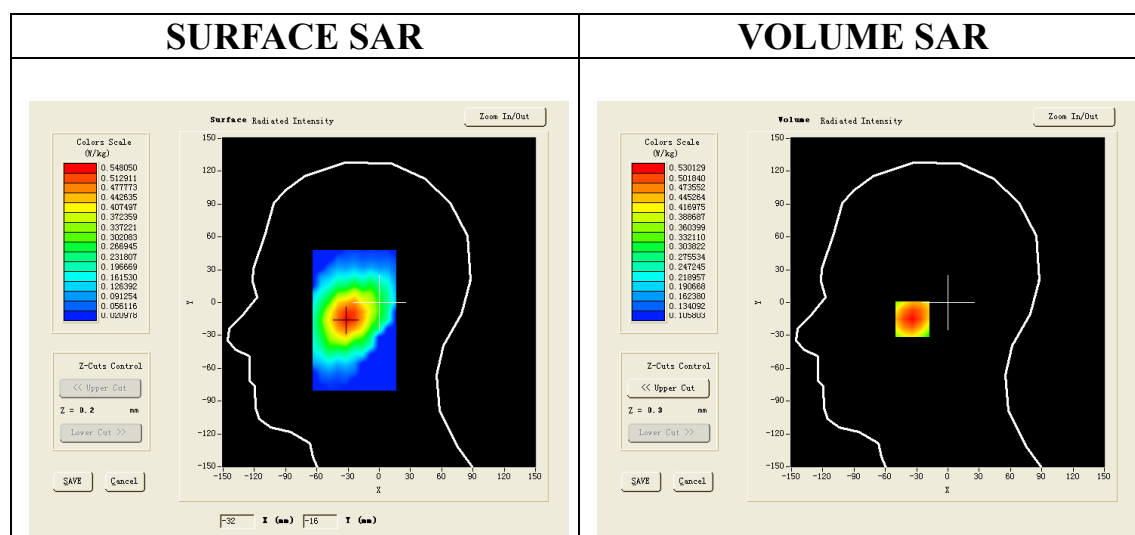 SURFACE SAR
Surface Radiated Intensity
Zoom In/Out
Colors Scale
(W/kg)
0.548050
0.512911
0.477773
0.442635
0.407497
0.372359
0.337221
0.302083
0.266945
0.231807
0.196669
0.161530
0.126392
0.091254
0.056116
0.020978
150
120
90
60
30
0
-30
-60
-90
-120
-150
Y
-150 -120 -90 -60 -30 0 30 60 90 120 150
X
Z-Cuts Control
<< Upper Cut
Z = 0.2 mm
Lower Cut >>
SAVE Cancel
-32 X (mm) -16 Y (mm)
VOLUME SAR
Volume Radiated Intensity
Zoom In/Out
Colors Scale
(W/kg)
0.530129
0.501840
0.473552
0.445264
0.416975
0.388687
0.360399
0.332110
0.303822
0.275534
0.247245
0.218957
0.190668
0.162380
0.134092
0.105803
150
120
90
60
30
0
-30
-60
-90
-120
-150
Y
-150 -120 -90 -60 -30 0 30 60 90 120 150
X
Z-Cuts Control
<< Upper Cut
Z = 0.3 mm
Lower Cut >>
SAVE Cancel